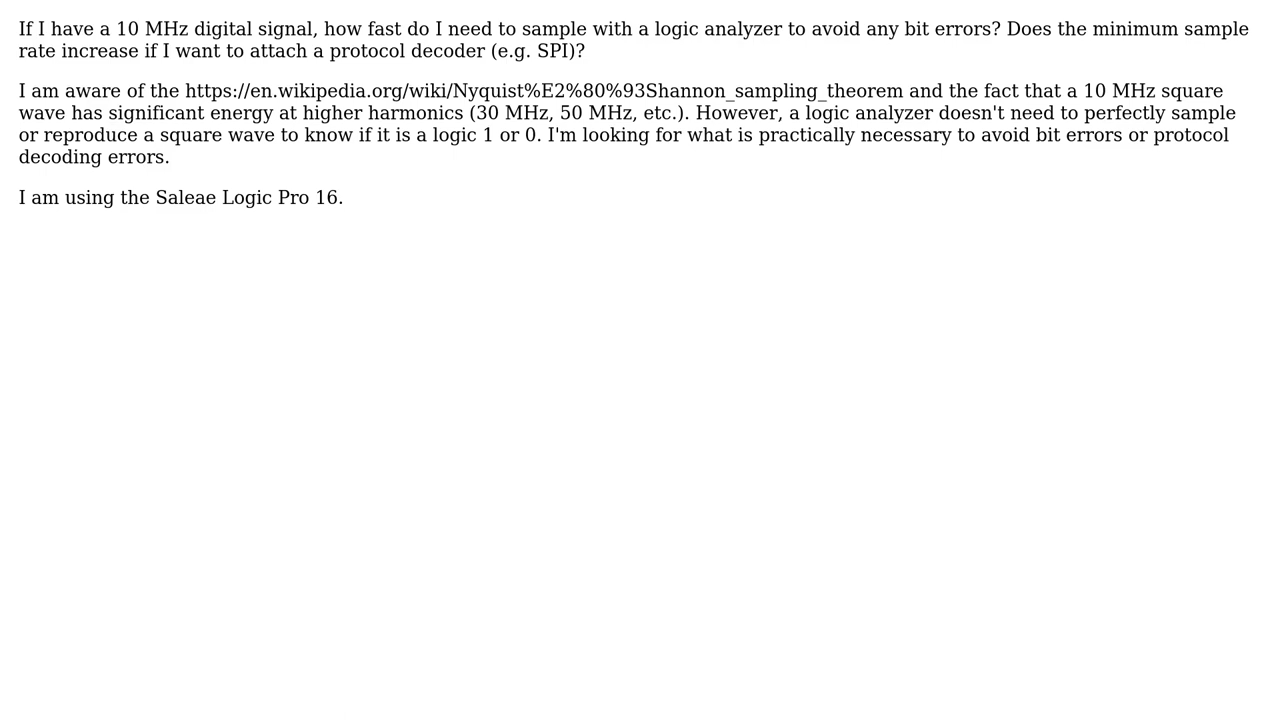 If I have a 10 MHz digital signal, how fast do I need to sample with a logic analyzer to avoid any bit errors? Does the minimum sample
rate increase if I want to attach a protocol decoder (e.g. SPI)?
I am aware of the https://en.wikipedia.org/wiki/Nyquist%E2%80%93Shannon_sampling_theorem and the fact that a 10 MHz square
wave has significant energy at higher harmonics (30 MHz, 50 MHz, etc.). However, a logic analyzer doesn't need to perfectly sample
or reproduce a square wave to know if it is a logic 1 or 0. I'm looking for what is practically necessary to avoid bit errors or protocol
decoding errors.
I am using the Saleae Logic Pro 16.